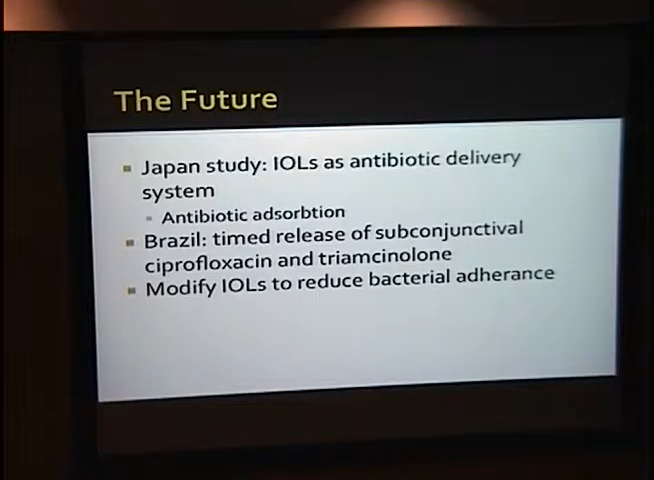 The Future
Japan study: IOLs as antibiotic delivery
system
Antibiotic adsorbtion
Brazil: timed release of subconjunctival
ciprofloxacin and triamcinolone
Modify IOLs to reduce bacterial adherance